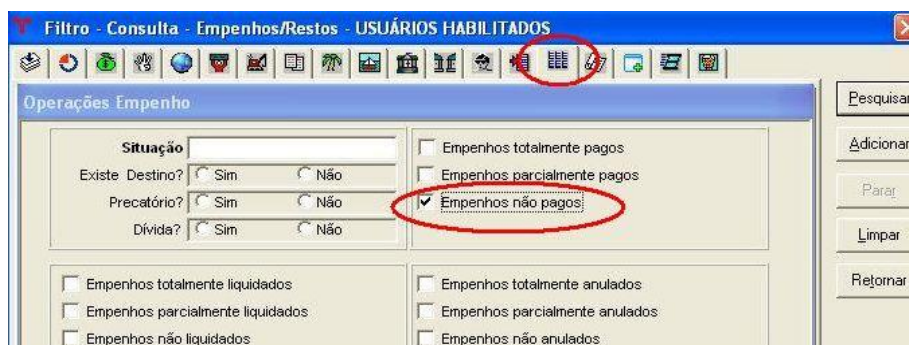 Filtro - Consulta - Empenhos/Restos - USUÁRIOS HABILITADOS
Operações Empenho
Pesquisar
Situação
Empenhos totalmente pagos
Adicionar
Existe Destino? Sim Não
Empenhos parcialmente pagos
Precatório? Sim Não
Empenhos não pagos
Parar
Dívida? Sim Não
Limpar
Empenhos totalmente liquidados
Empenhos totalmente anulados
Retornar
Empenhos parcialmente liquidados
Empenhos parcialmente anulados
Empenhos não liquidados
Empenhos não anulados